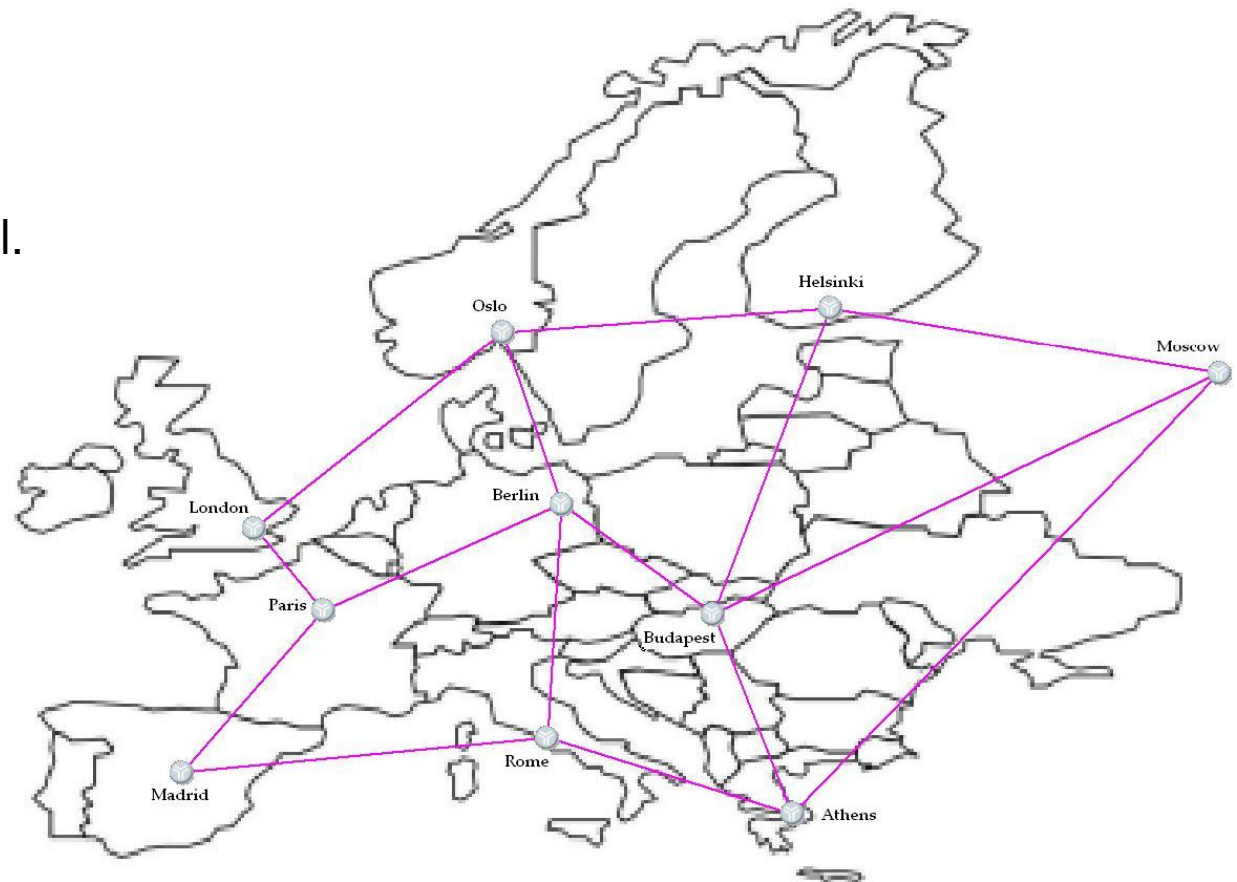 l.
Helsinki
Oslo
Moscow
Berlin
London
Paris
Budapest
Rome
Madrid
Athens